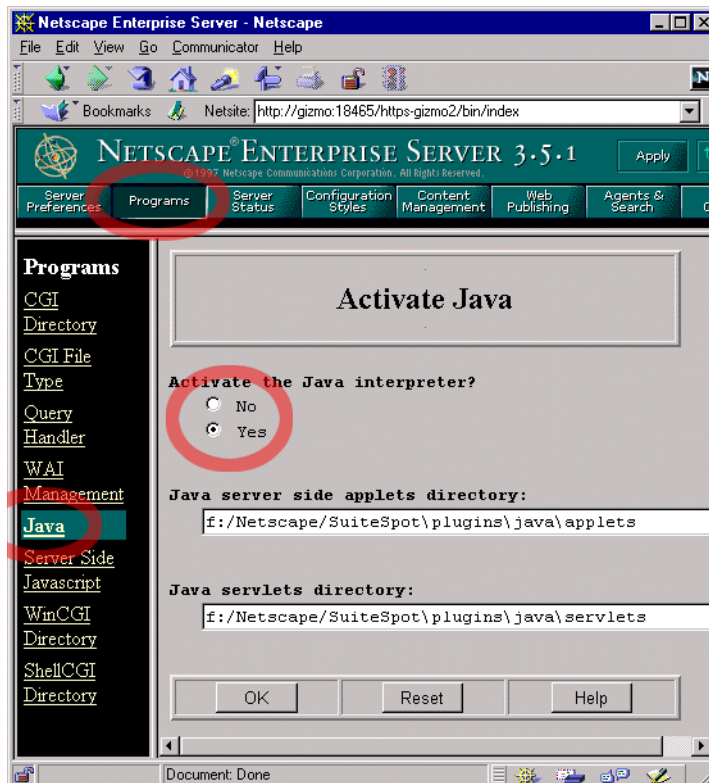 Netscape Enterprise Server - Netscape
File Edit View Go Communicator Help
Bookmarks Netsite: http://gizmo:18465/https-gizmo2/bin/index
NETSCAPE® ENTERPRISE SERVER 3.5.1
Apply
©1997 Netscape Communications Corporation. All Rights Reserved.
Server Preferences
Programs
Server Status
Configuration Styles
Content Management
Web Publishing
Agents & Search
Programs
CGI
Directory
CGI File
Type
Query
Handler
WAI
Management
Java
Server Side
Javascript
WinCGI
Directory
ShellCGI
Directory
Activate Java
Activate the Java interpreter?
No
Yes
Java server side applets directory:
f:/Netscape/SuiteSpot\plugins\java\applets
Java servlets directory:
f:/Netscape/SuiteSpot\plugins\java\servlets
OK Reset Help
Document: Done